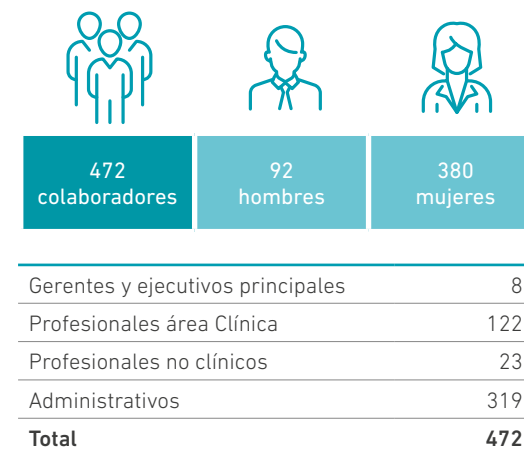 472
colaboradores
92
hombres
380
mujeres
Gerentes y ejecutivos principales 8
Profesionales área Clínica 122
Profesionales no clínicos 23
Administrativos 319
Total 472